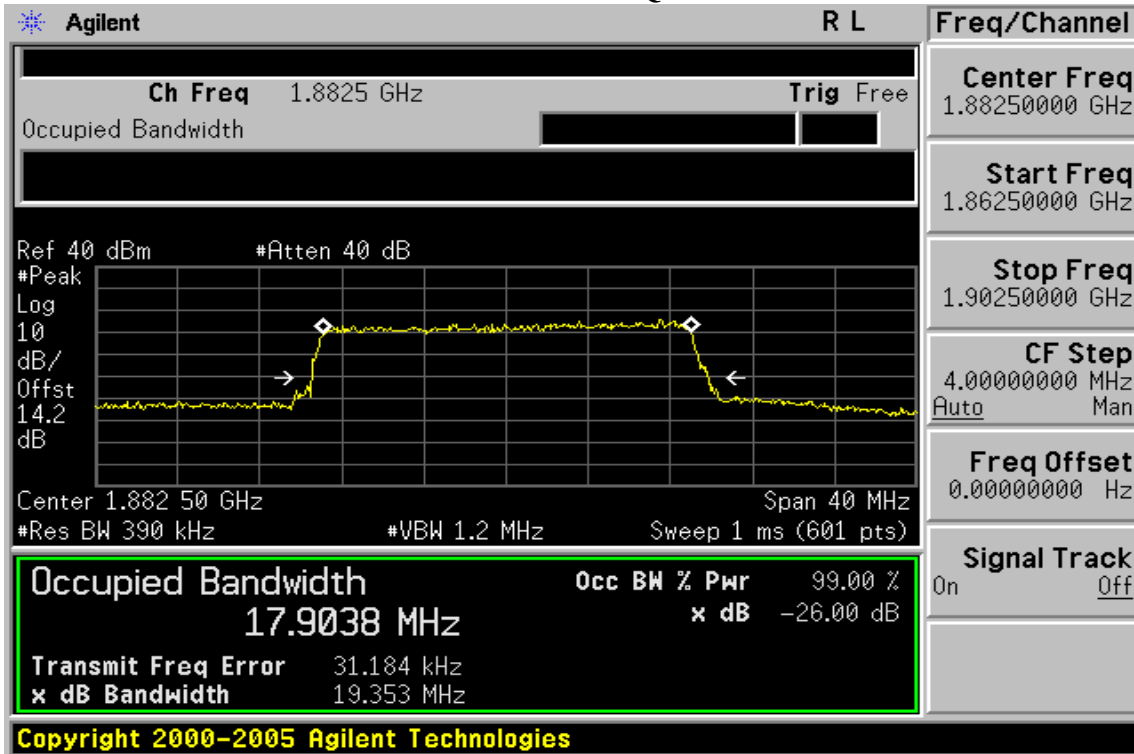 Agilent R L Freq/Channel
Ch Freq 1.8825 GHz Trig Free
Occupied Bandwidth
Center Freq
1.88250000 GHz
Start Freq
1.86250000 GHz
Stop Freq
1.90250000 GHz
CF Step
4.00000000 MHz
Auto Man
Freq Offset
0.00000000 Hz
Signal Track
On Off
Ref 40 dBm #Atten 40 dB
#Peak
Log
10
dB/
Offst
14.2
dB
Center 1.882 50 GHz Span 40 MHz
#Res BW 390 kHz #VBW 1.2 MHz Sweep 1 ms (601 pts)
Occupied Bandwidth Occ BW % Pwr 99.00 %
17.9038 MHz x dB -26.00 dB
Transmit Freq Error 31.184 kHz
x dB Bandwidth 19.353 MHz
Copyright 2000-2005 Agilent Technologies